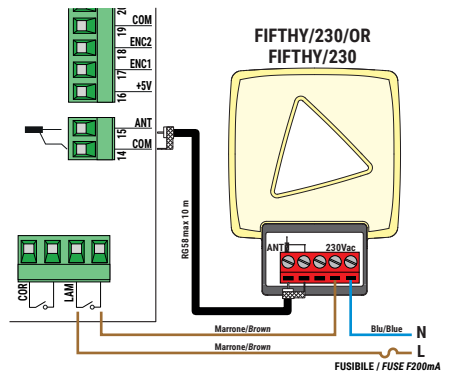 FIFTHY/230/OR
FIFTHY/230
20
COM
19
ENC2
18
ENC1
17
+5V
16
ANT
15
COM
14
RG58 max 10 m
ANT
230Vac
COR
LAM
Marrone/Brown
Blu/Blue
N
Marrone/Brown
L
FUSIBILE / FUSE F200mA